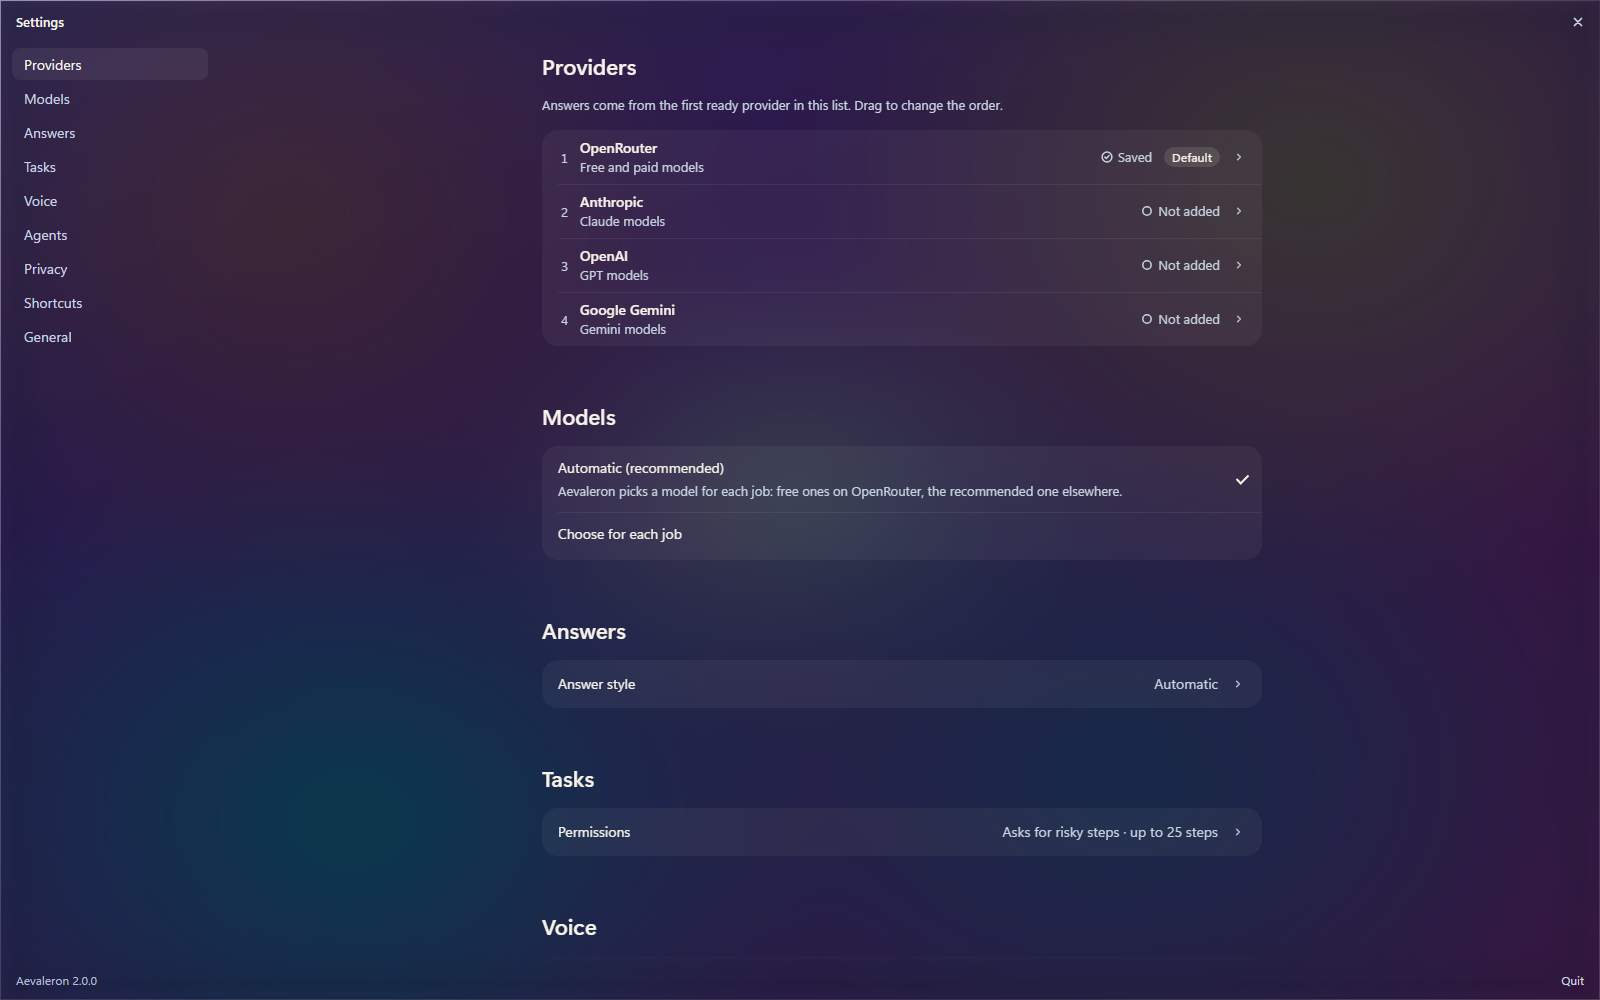 Settings
Providers
Models
Answers
Tasks
Voice
Agents
Privacy
Shortcuts
General
Providers
Answers come from the first ready provider in this list. Drag to change the order.
1
OpenRouter
Free and paid models
Saved
Default
2
Anthropic
Claude models
Not added
3
OpenAI
GPT models
Not added
4
Google Gemini
Gemini models
Not added
Models
Automatic (recommended)
Aevaleron picks a model for each job: free ones on OpenRouter, the recommended one elsewhere.
Choose for each job
Answers
Answer style
Automatic
Tasks
Permissions
Asks for risky steps · up to 25 steps
Voice
Aevaleron 2.0.0
Quit